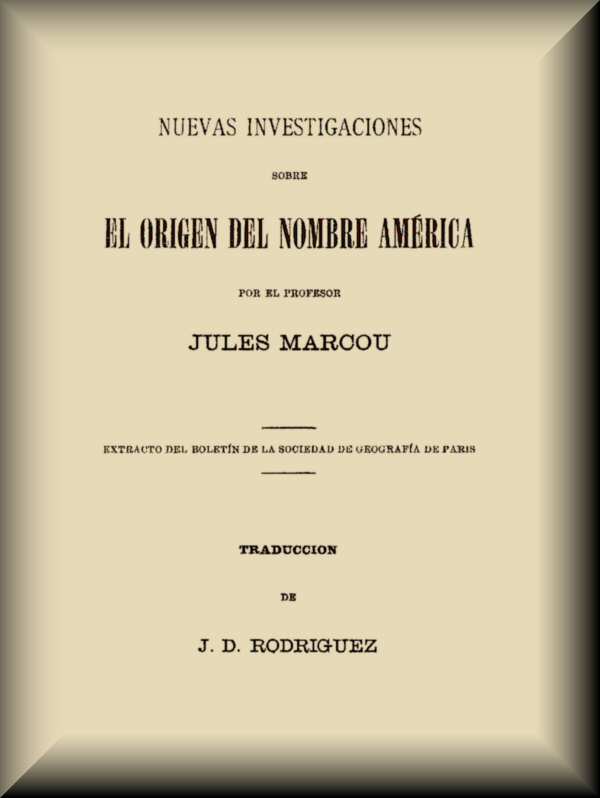 NUEVAS INVESTIGACIONES
SOBRE
EL ORIGEN DEL NOMBRE AMÉRICA
POR EL PROFESOR
JULES MARCOU
EXTRACTO DEL BOLETÍN DE LA SOCIEDAD DE GEOGRAFÍA DE PARIS
TRADUCCION
DE
J. D. RODRIGUEZ